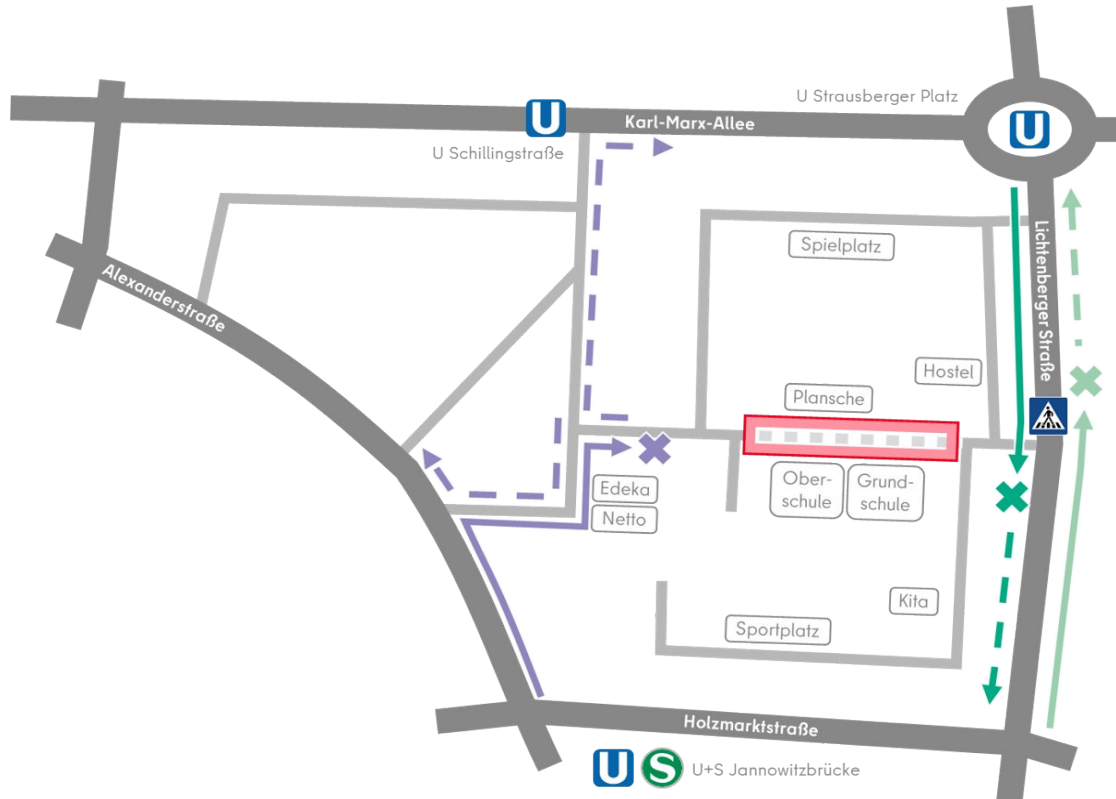 U Strausberger Platz
Karl-Marx-Allee
U
U
U Schillingstraße
Spielplatz
Lichtenberger Straße
Alexanderstraße
Hostel
Plansche
Ober-
schule
Grund-
schule
Edeka
Netto
Kita
Sportplatz
Holzmarktstraße
U S U+S Jannowitzbrücke